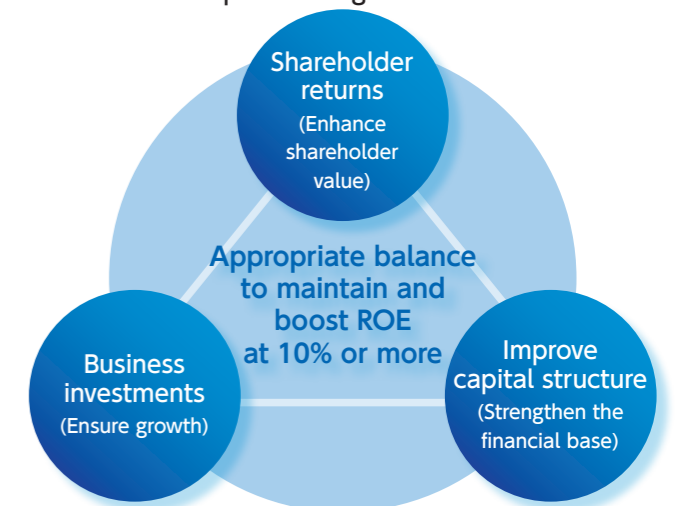 Shareholder
returns
(Enhance
shareholder
value)
Appropriate balance
to maintain and
boost ROE
at 10% or more
Business
investments
(Ensure growth)
Improve
capital structure
(Strengthen the
financial base)